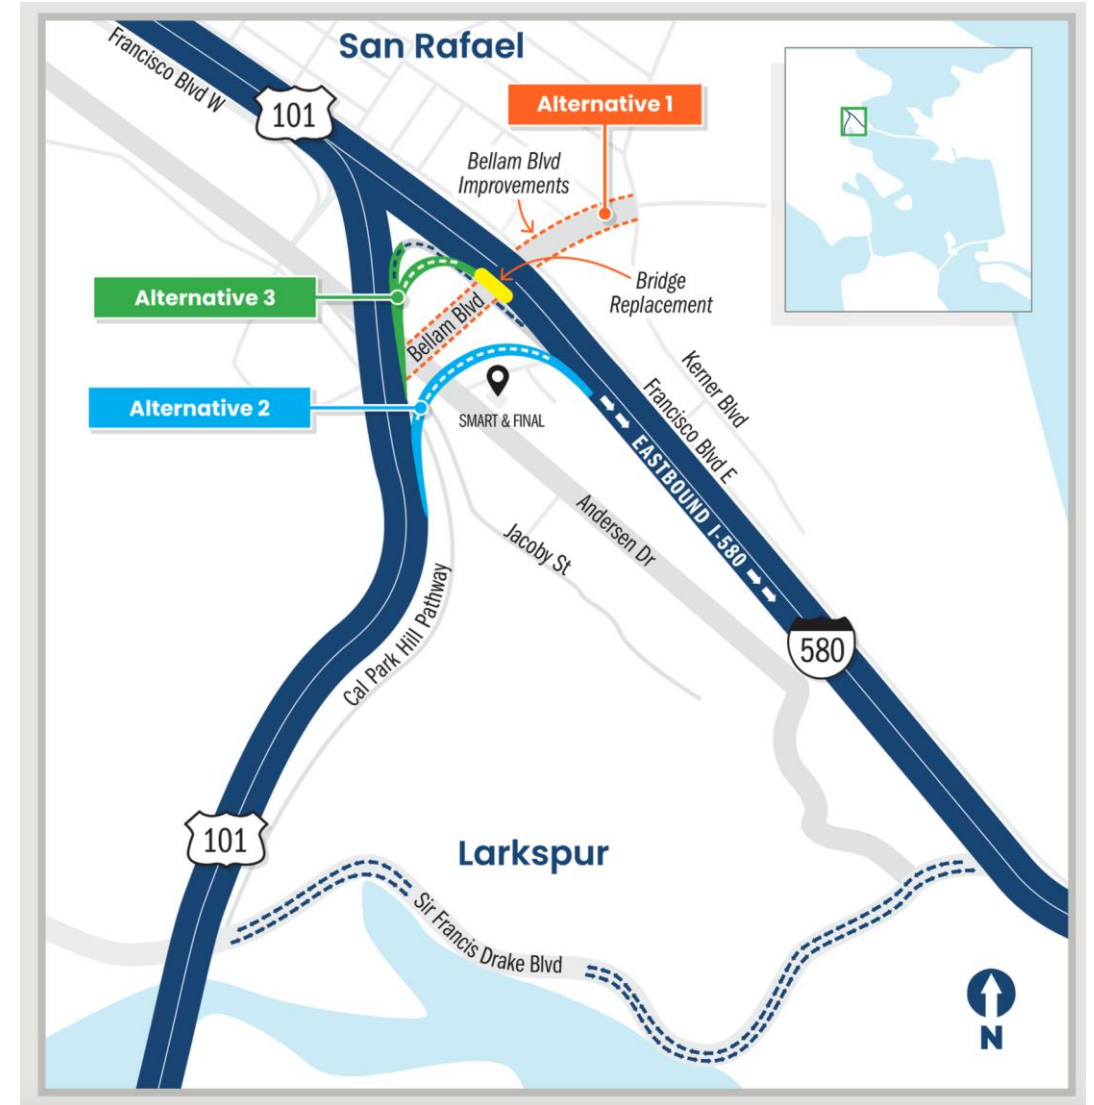 San Rafael
Francisco Blvd W
101
Alternative 1
Bellam Blvd
Improvements
Alternative 3
Bridge
Replacement
Bellam Blvd
Alternative 2
SMART & FINAL
Kerner Blvd
Francisco Blvd E
EASTBOUND I-580
Andersen Dr
Jacoby St
Cal Park Hill Pathway
580
101
Larkspur
Sir Francis Drake Blvd
N